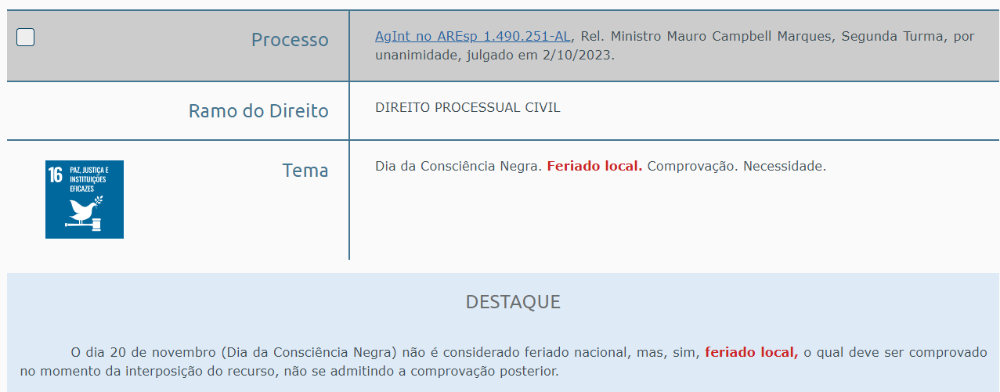 Processo
AgInt no AREsp 1.490.251-AL, Rel. Ministro Mauro Campbell Marques, Segunda Turma, por
unanimidade, julgado em 2/10/2023.
Ramo do Direito
DIREITO PROCESSUAL CIVIL
16 PAZ, JUSTIÇA E
INSTITUIÇÕES
EFICAZES
Tema
Dia da Consciência Negra. Feriado local. Comprovação. Necessidade.
DESTAQUE
O dia 20 de novembro (Dia da Consciência Negra) não é considerado feriado nacional, mas, sim, feriado local, o qual deve ser comprovado
no momento da interposição do recurso, não se admitindo a comprovação posterior.